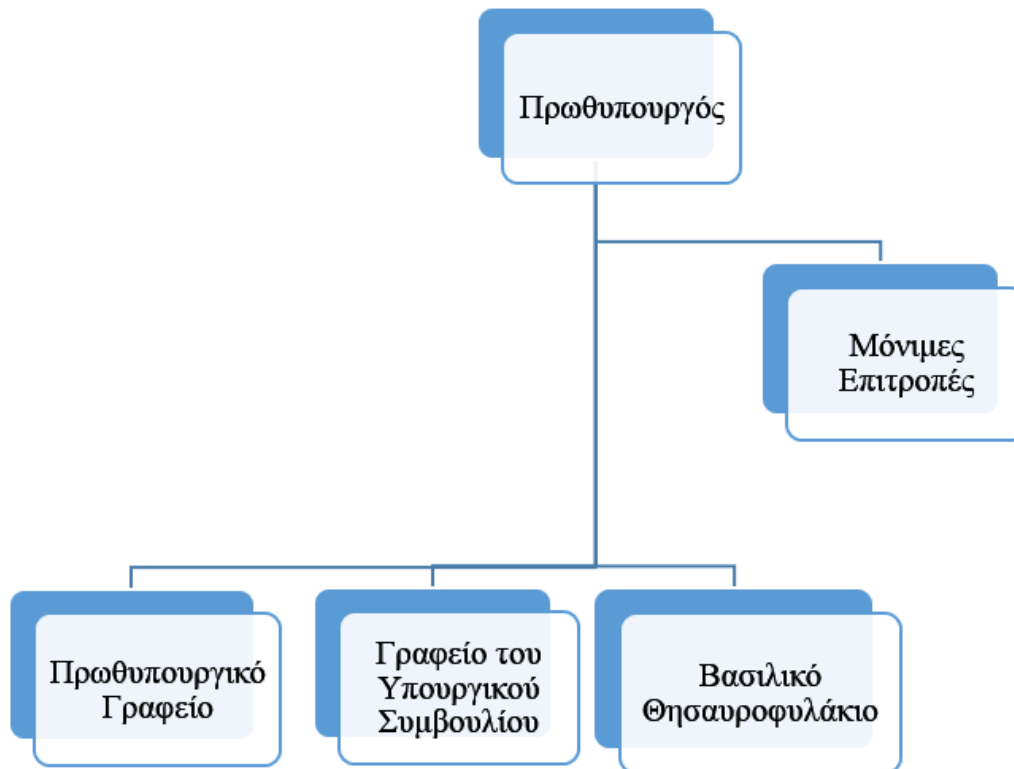 Πρωθυπουργός
Μόνιμες
Επιτροπές
Πρωθυπουργικό
Γραφείο
Γραφείο του
Υπουργικού
Συμβουλίου
Βασιλικό
Θησαυροφυλάκιο